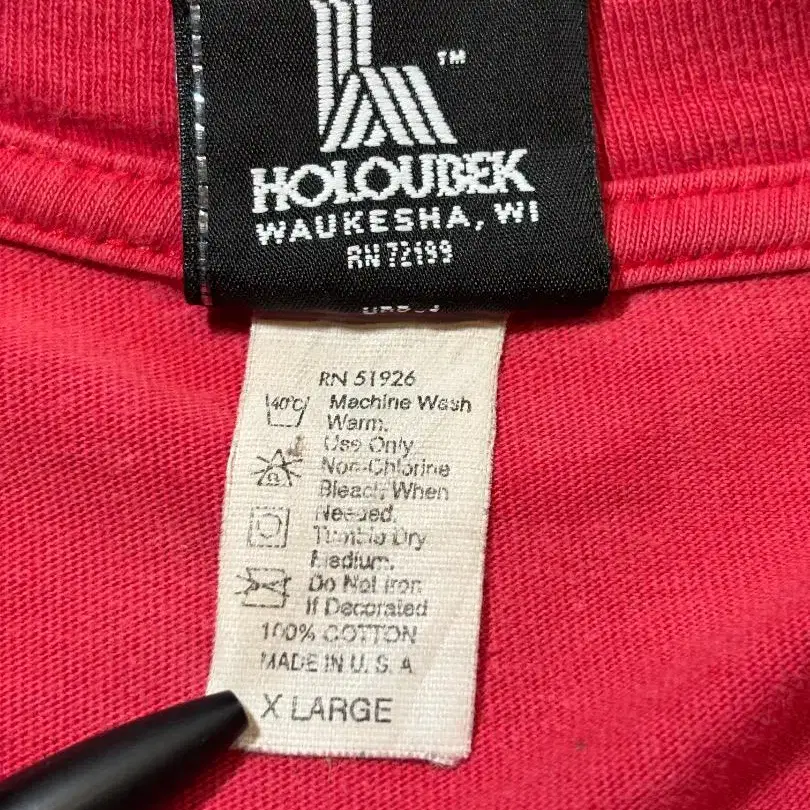 TM
HOLOUBEK
WAUKESHA, WI
RN 72199
RN 51926
40°C Machine Wash
Warm.
Use Only
Non-Chlorine
Bleach When
Needed.
Tumble Dry
Medium.
Do Not Iron
If Decorated
100% COTTON
MADE IN U. S. A
X LARGE